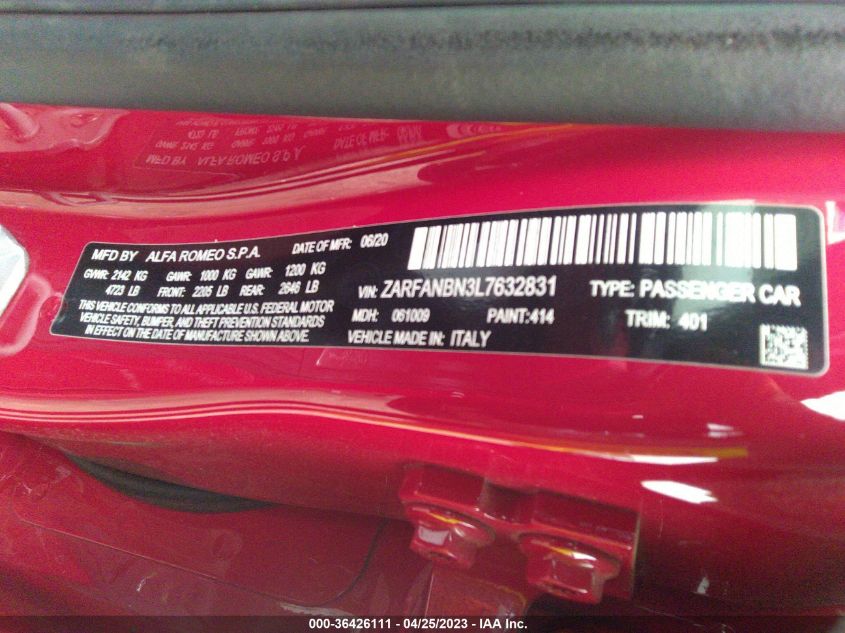 MFD BY ALFA ROMEO S.P.A. DATE OF MFR: 06/20
GVWR: 2142 KG GAWR: 1000 KG GAWR: 1200 KG
4723 LB FRONT: 2205 LB REAR: 2646 LB
THIS VEHICLE CONFORMS TO ALL APPLICABLE U.S. FEDERAL MOTOR
VEHICLE SAFETY, BUMPER, AND THEFT PREVENTION STANDARDS
IN EFFECT ON THE DATE OF MANUFACTURE SHOWN ABOVE.
VIN: ZARFANBN3L7632831 TYPE: PASSENGER CAR
MDH: 061009 PAINT:414 TRIM: 401
VEHICLE MADE IN: ITALY
000-36426111 - 04/25/2023 - IAA Inc.